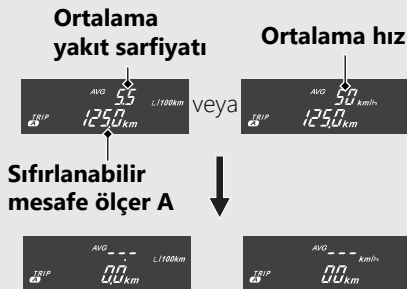 Ortalama
yakıt sarfiyatı
Ortalama hız
AVG 5.5 L/100km
TRIP A 125.0 km
veya
AVG 50 km/h
TRIP A 125.0 km
Sıfırlanabilir
mesafe ölçer A
AVG --.- L/100km
TRIP A 0.0 km
AVG --- km/h
TRIP A 0.0 km